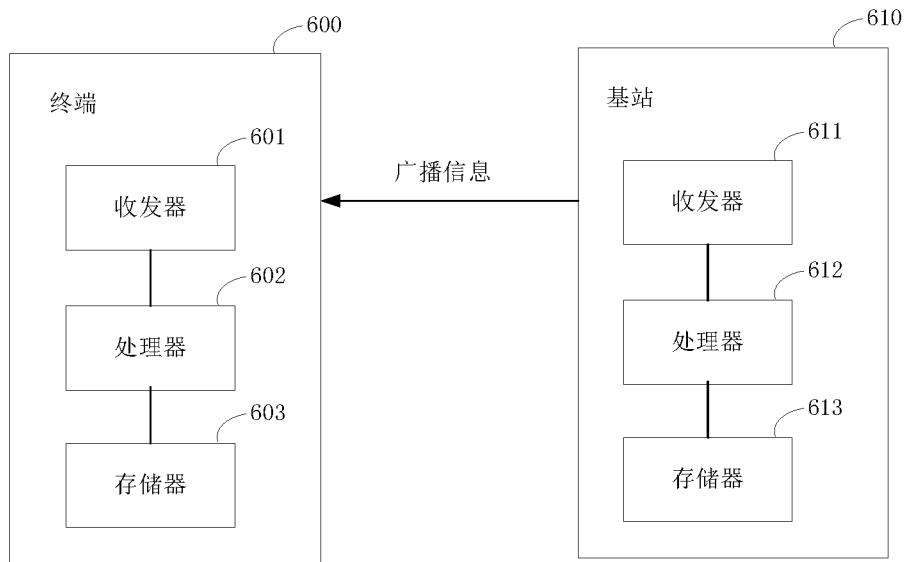 600
终端
601
收发器
602
处理器
603
存储器
广播信息
610
基站
611
收发器
612
处理器
613
存储器